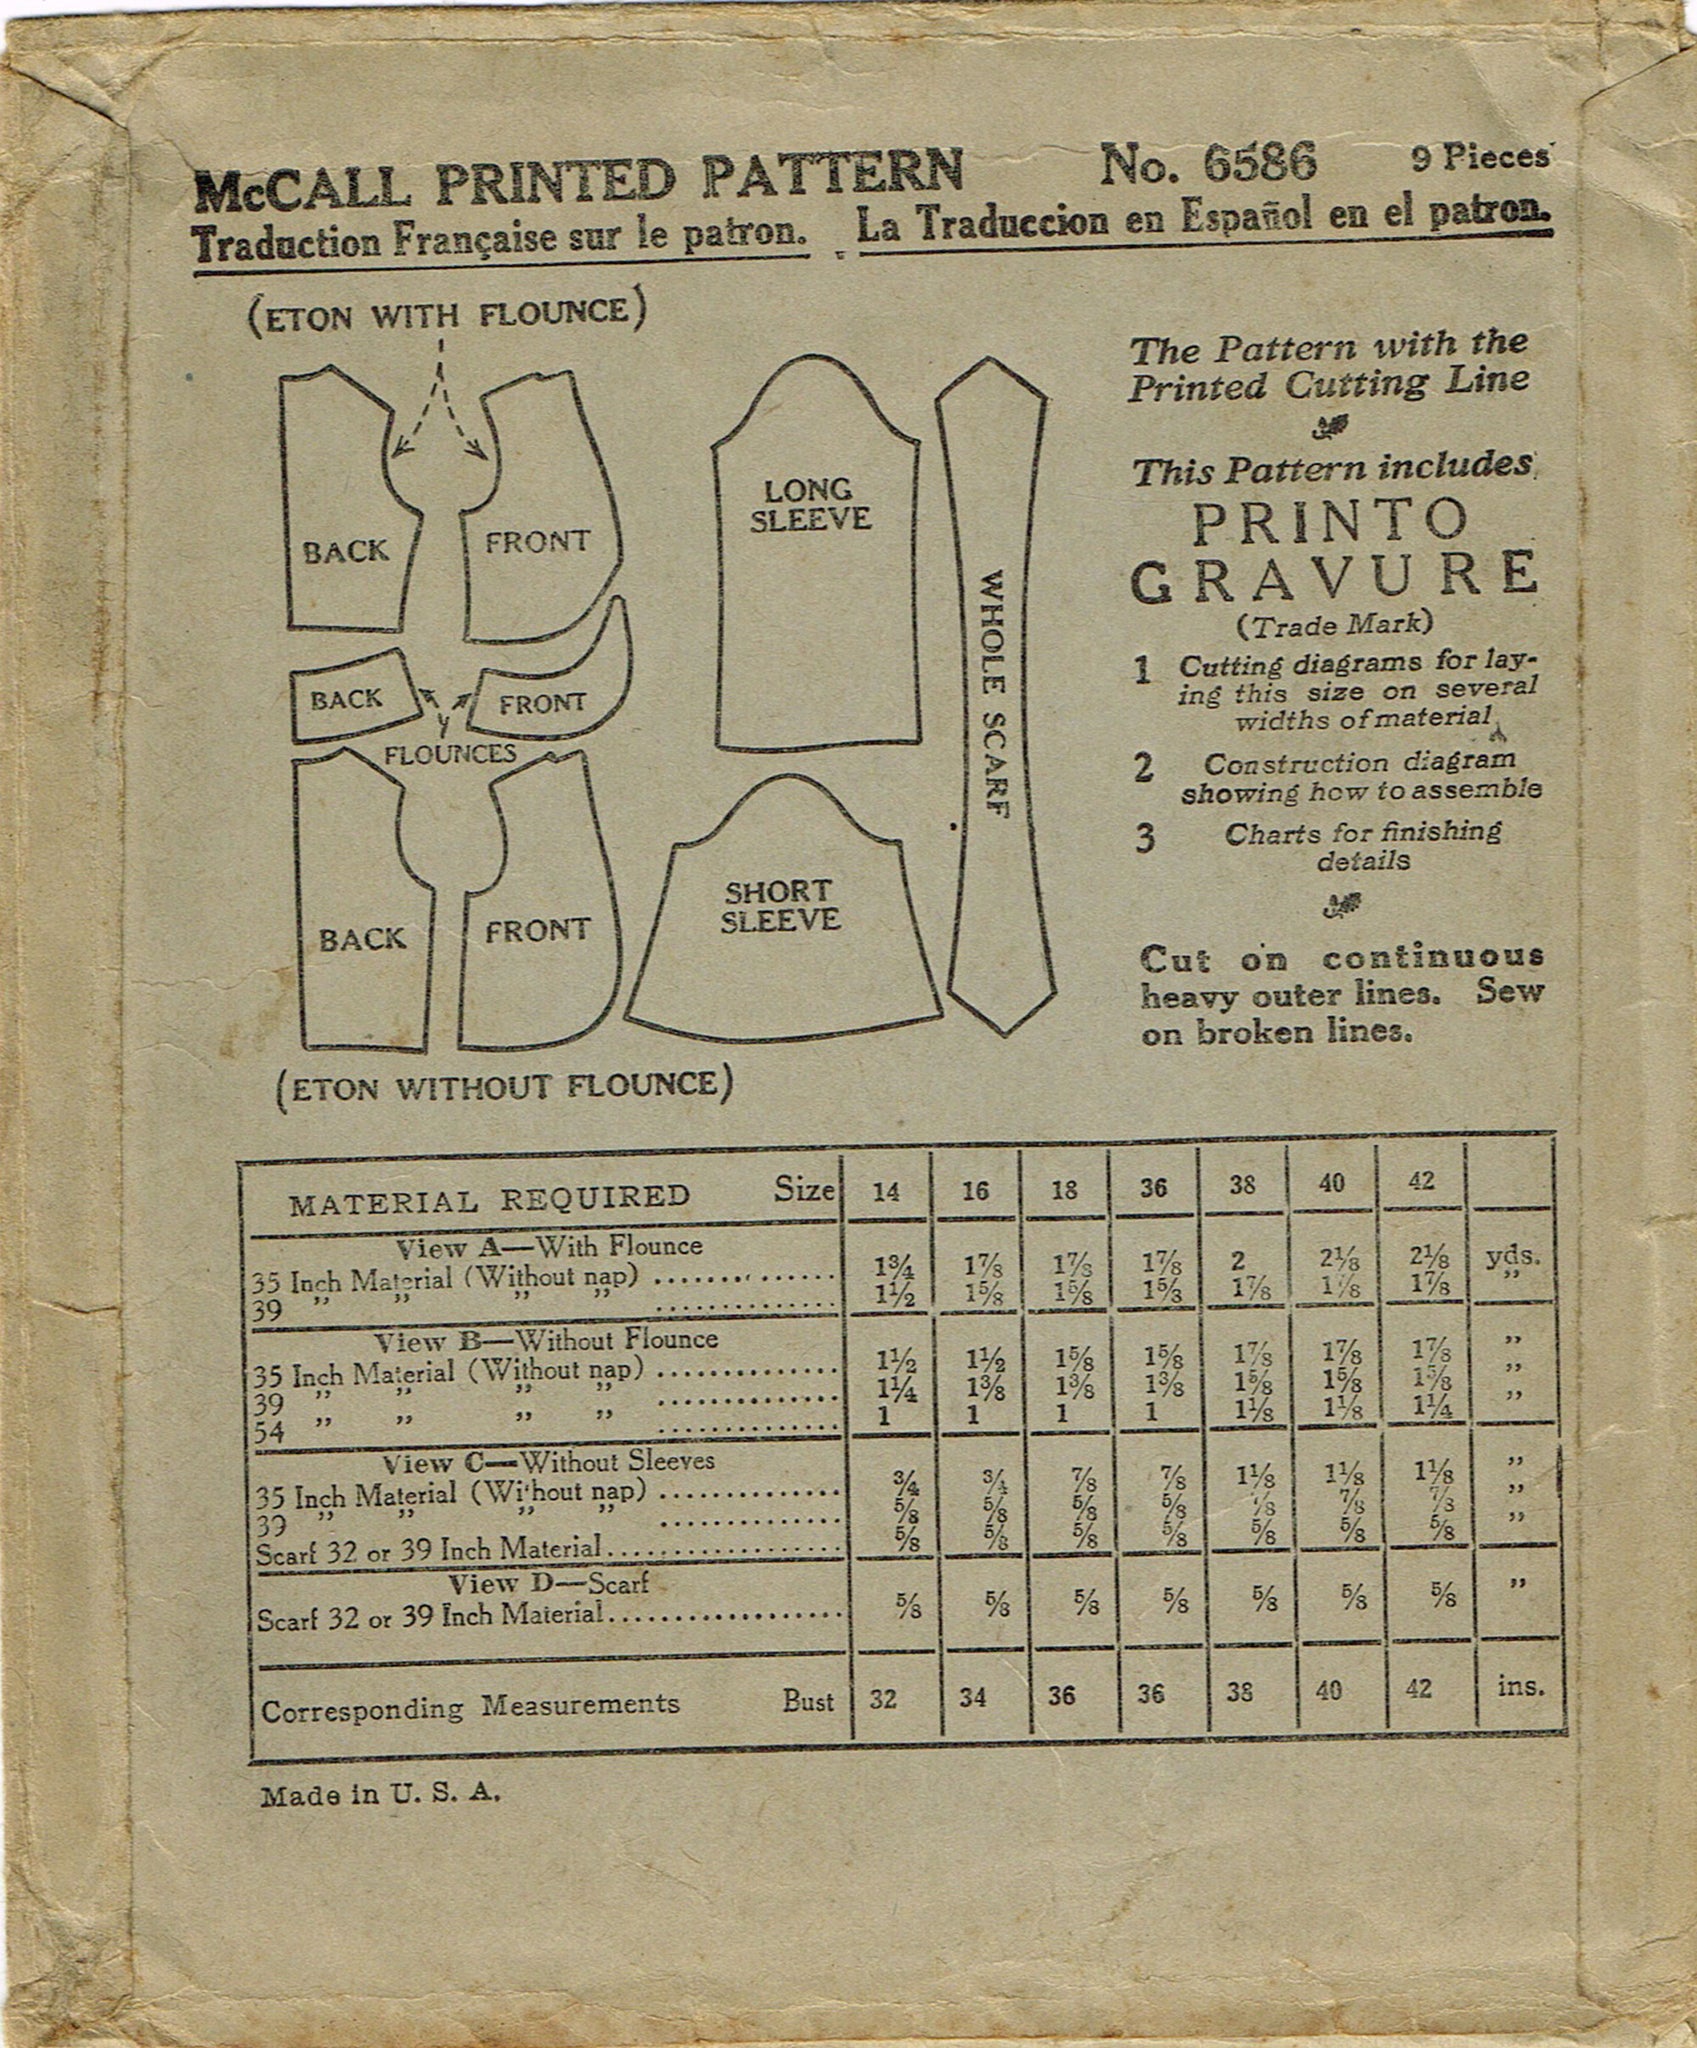 McCALL PRINTED PATTERN No. 6586 9 Pieces
Traduction Française sur le patron. La Traduccion en Español en el patron.
(ETON WITH FLOUNCE)
BACK
FRONT
BACK
FRONT
FLOUNCES
BACK
FRONT
(ETON WITHOUT FLOUNCE)
LONG
SLEEVE
SHORT
SLEEVE
WHOLE SCARF
The Pattern with the
Printed Cutting Line
This Pattern includes
PRINTO
GRAVURE
(Trade Mark)
1 Cutting diagrams for lay-
ing this size on several
widths of material
2 Construction diagram
showing how to assemble
3 Charts for finishing
details
Cut on continuous
heavy outer lines. Sew
on broken lines.
MATERIAL REQUIRED Size 14 16 18 36 38 40 42
View A—With Flounce
35 Inch Material (Without nap) .............. 1¾ 1⅞ 1⅞ 1⅞ 2 2⅛ 2⅛ yds.
39 ” ” ” ” .............. 1½ 1⅝ 1⅝ 1⅝ 1⅞ 1⅞ 1⅞ ”
View B—Without Flounce
35 Inch Material (Without nap) .............. 1½ 1½ 1⅝ 1⅝ 1⅞ 1⅞ 1⅞ ”
39 ” ” ” ” .............. 1¼ 1⅜ 1⅜ 1⅜ 1⅝ 1⅝ 1⅝ ”
54 ” ” ” ” .............. 1 1 1 1 1⅛ 1⅛ 1¼ ”
View C—Without Sleeves
35 Inch Material (Without nap) .............. ¾ ¾ ⅞ ⅞ 1⅛ 1⅛ 1⅛ ”
39 ” ” ” ” .............. ⅝ ⅝ ⅝ ⅝ ⅞ ⅞ ⅞ ”
Scarf 32 or 39 Inch Material.................. ⅝ ⅝ ⅝ ⅝ ⅝ ⅝ ⅝ ”
View D—Scarf
Scarf 32 or 39 Inch Material.................. ⅝ ⅝ ⅝ ⅝ ⅝ ⅝ ⅝ ”
Corresponding Measurements Bust 32 34 36 36 38 40 42 ins.
Made in U. S. A.